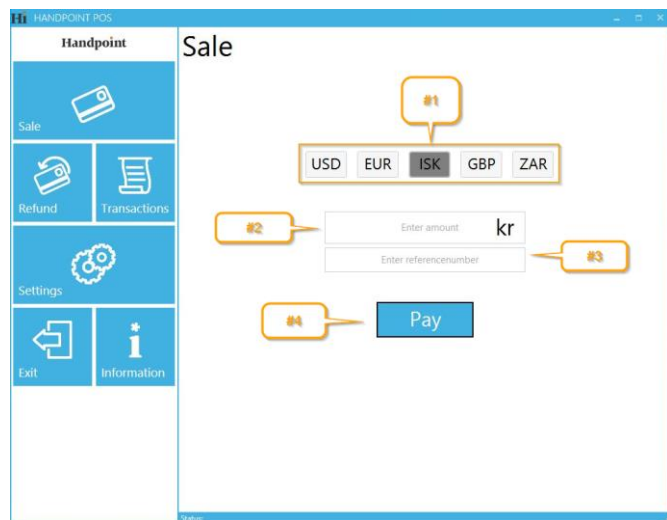 Hi HANDPOINT POS
Handpoint
Sale
Refund
Transactions
Settings
Exit
Information
Sale
#1
USD EUR ISK GBP ZAR
#2
Enter amount kr
Enter referencenumber
#3
#4
Pay
Status: